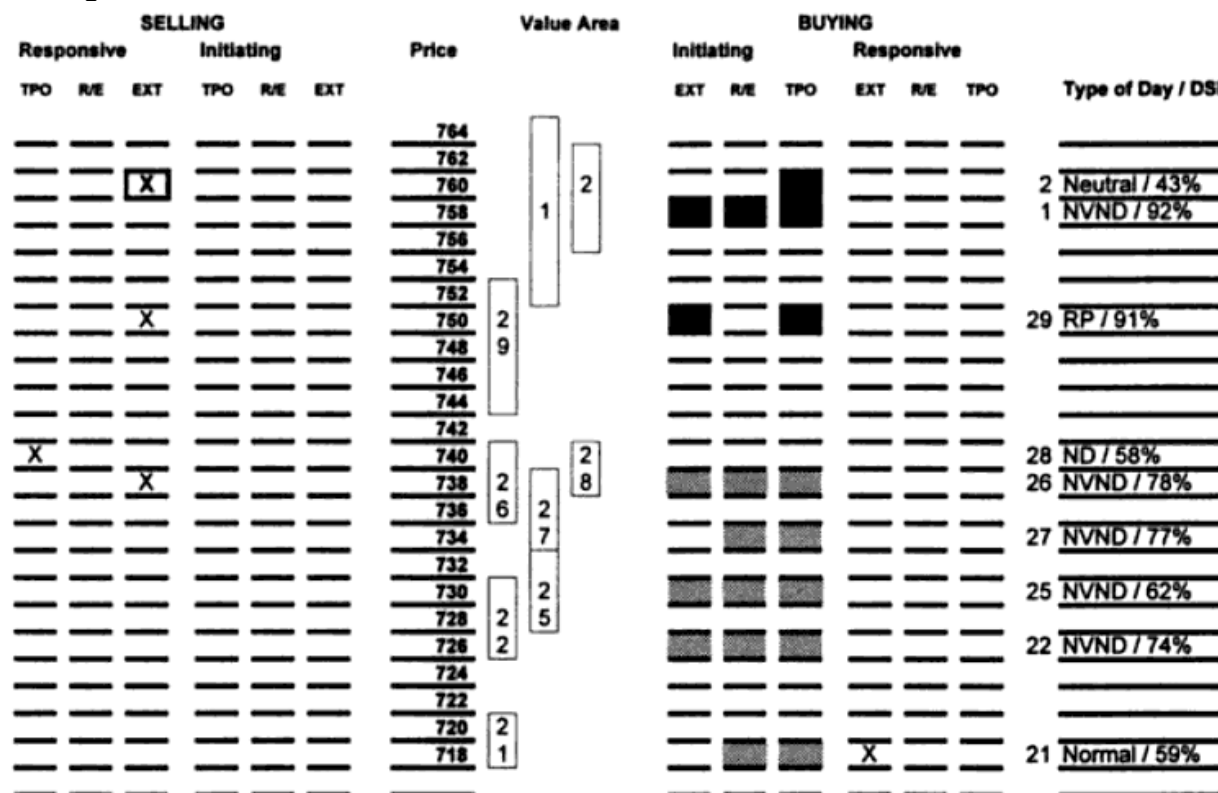 SELLING Value Area BUYING
Responsive Initiating Price Initiating Responsive
TPO R/E EXT TPO R/E EXT EXT R/E TPO EXT R/E TPO Type of Day / DS
764
762
X 760 2 2 Neutral / 43%
758 1 1 NVND / 92%
756
754
752
X 750 2 29 RP / 91%
748 9
746
744
742
X 740 2 28 ND / 58%
X 738 2 8 26 NVND / 78%
736 6 2
734 7 27 NVND / 77%
732
730 2 25 NVND / 62%
728 2 5
726 2 22 NVND / 74%
724
722
720 2
718 1 X 21 Normal / 59%